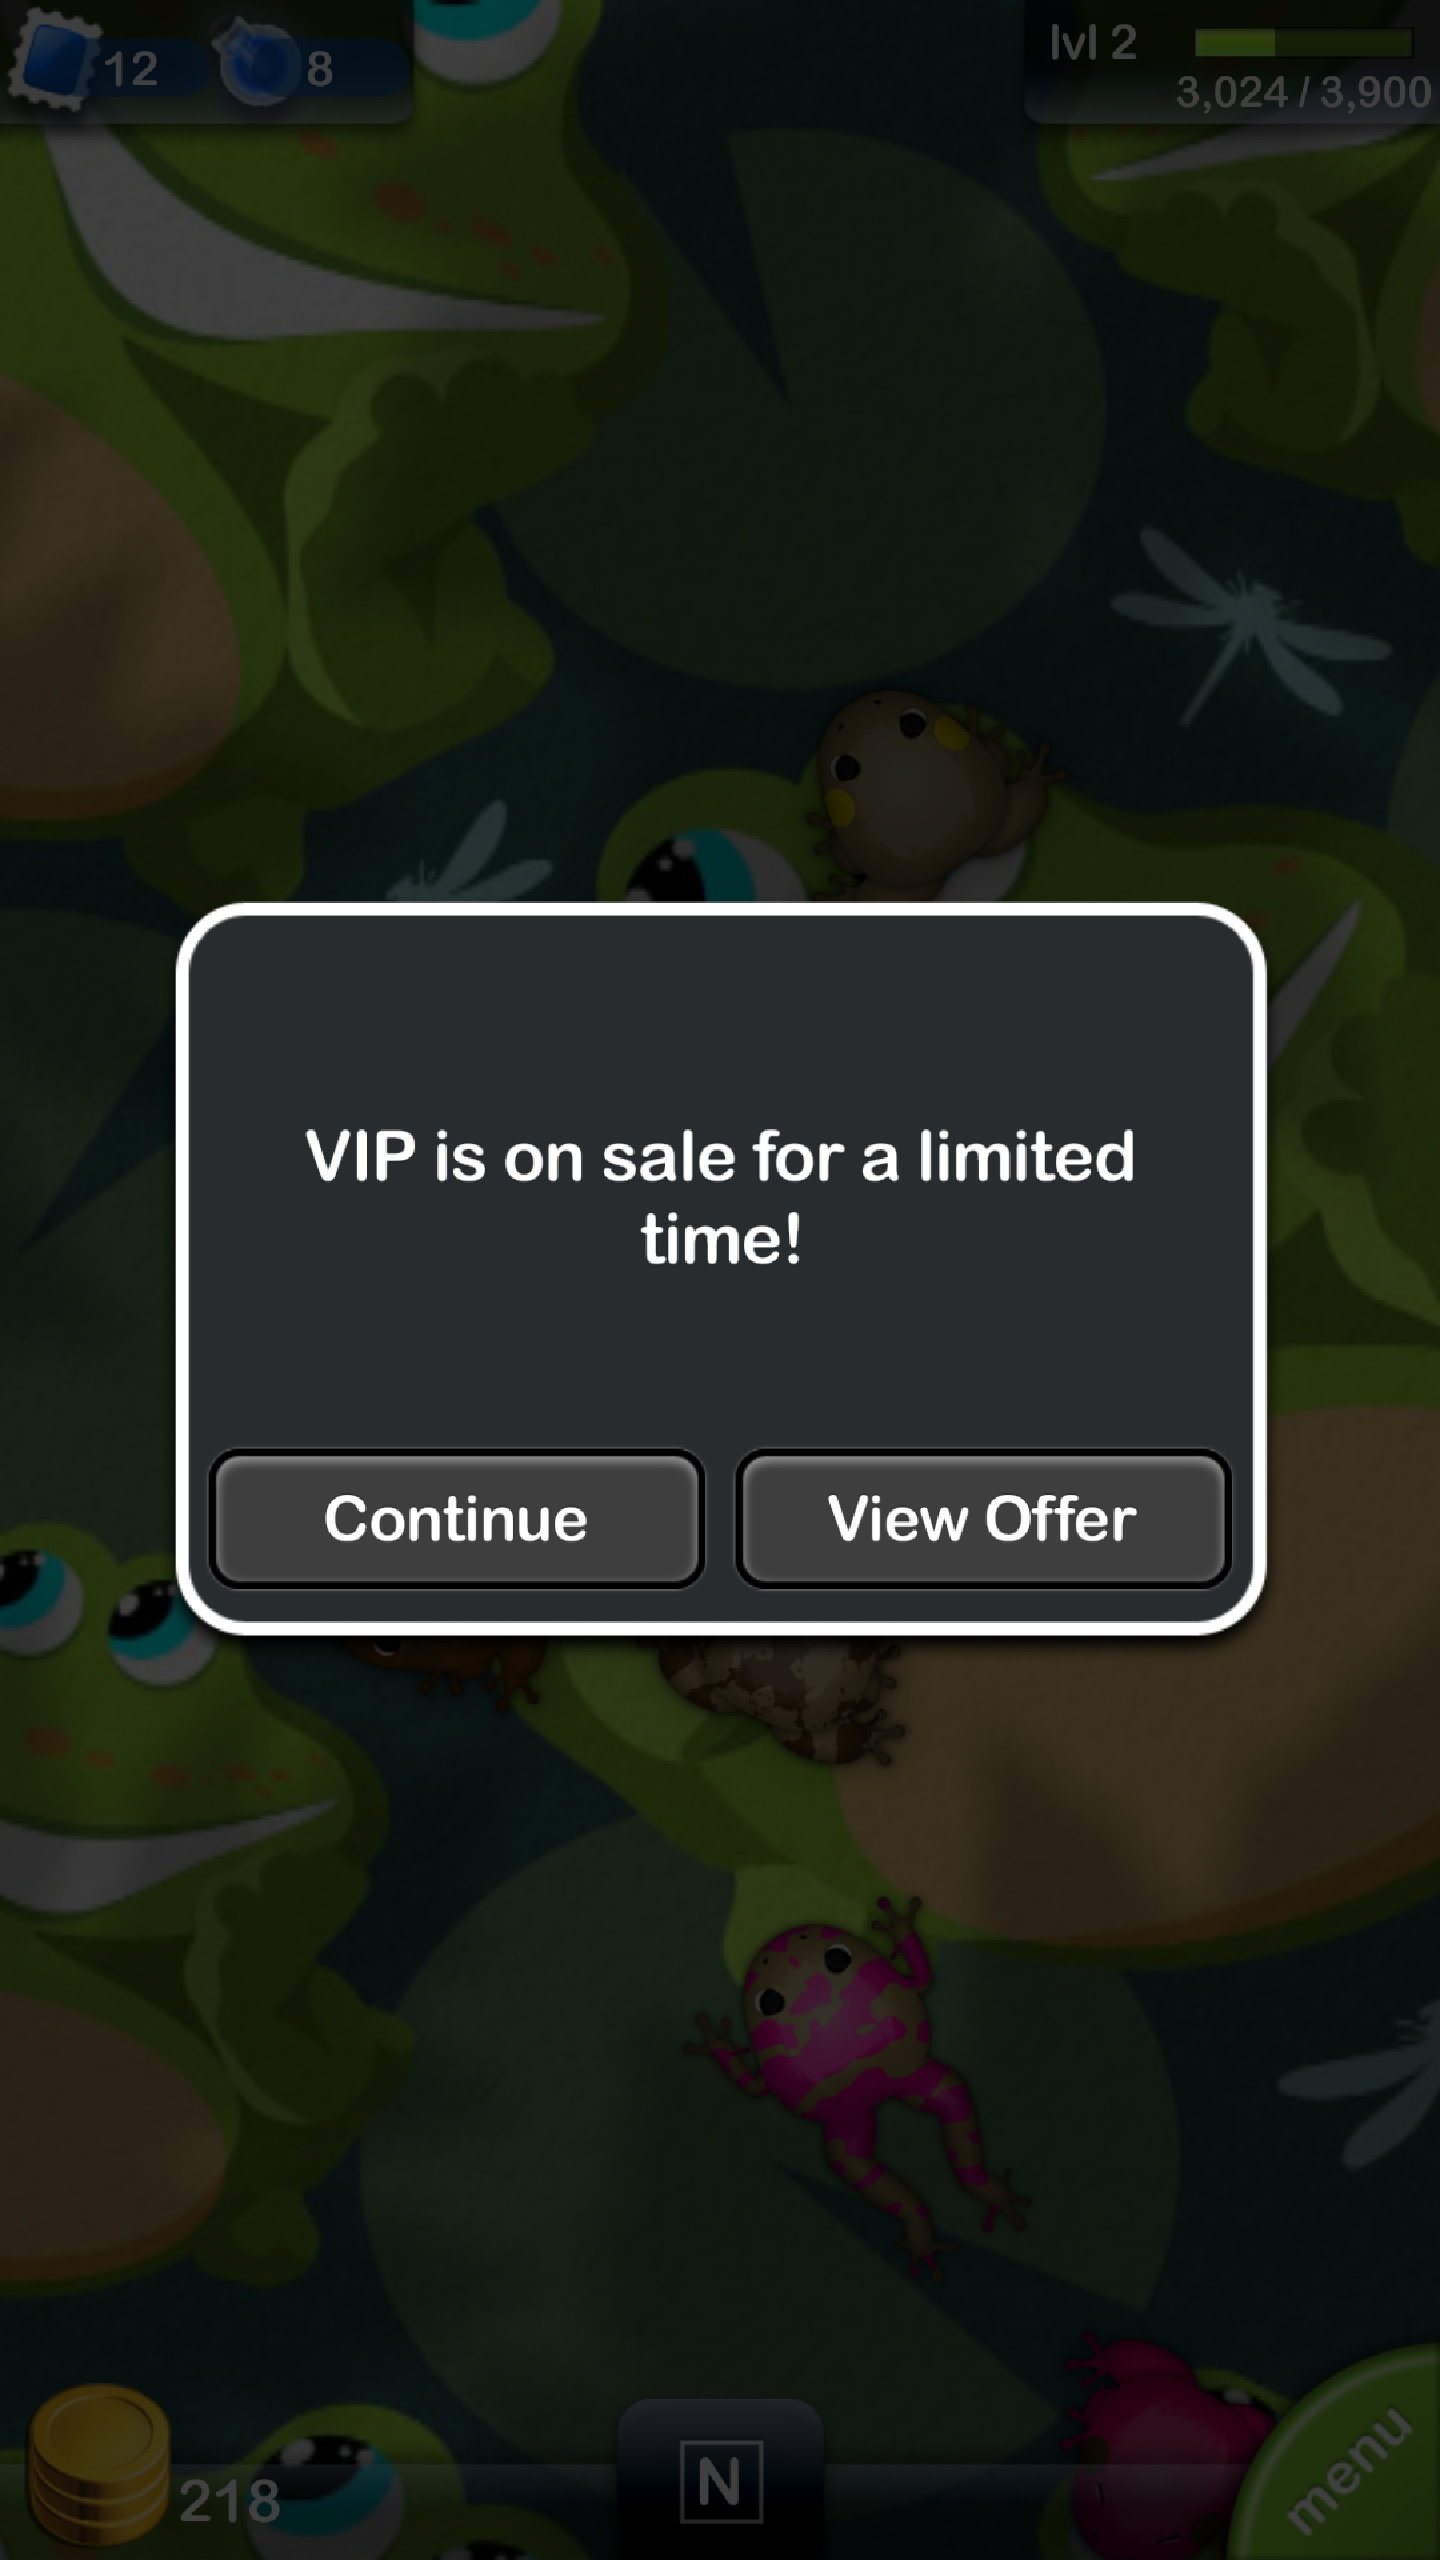 12
8
lvl 2
3,024 / 3,900
VIP is on sale for a limited
time!
Continue
View Offer
218
N
menu